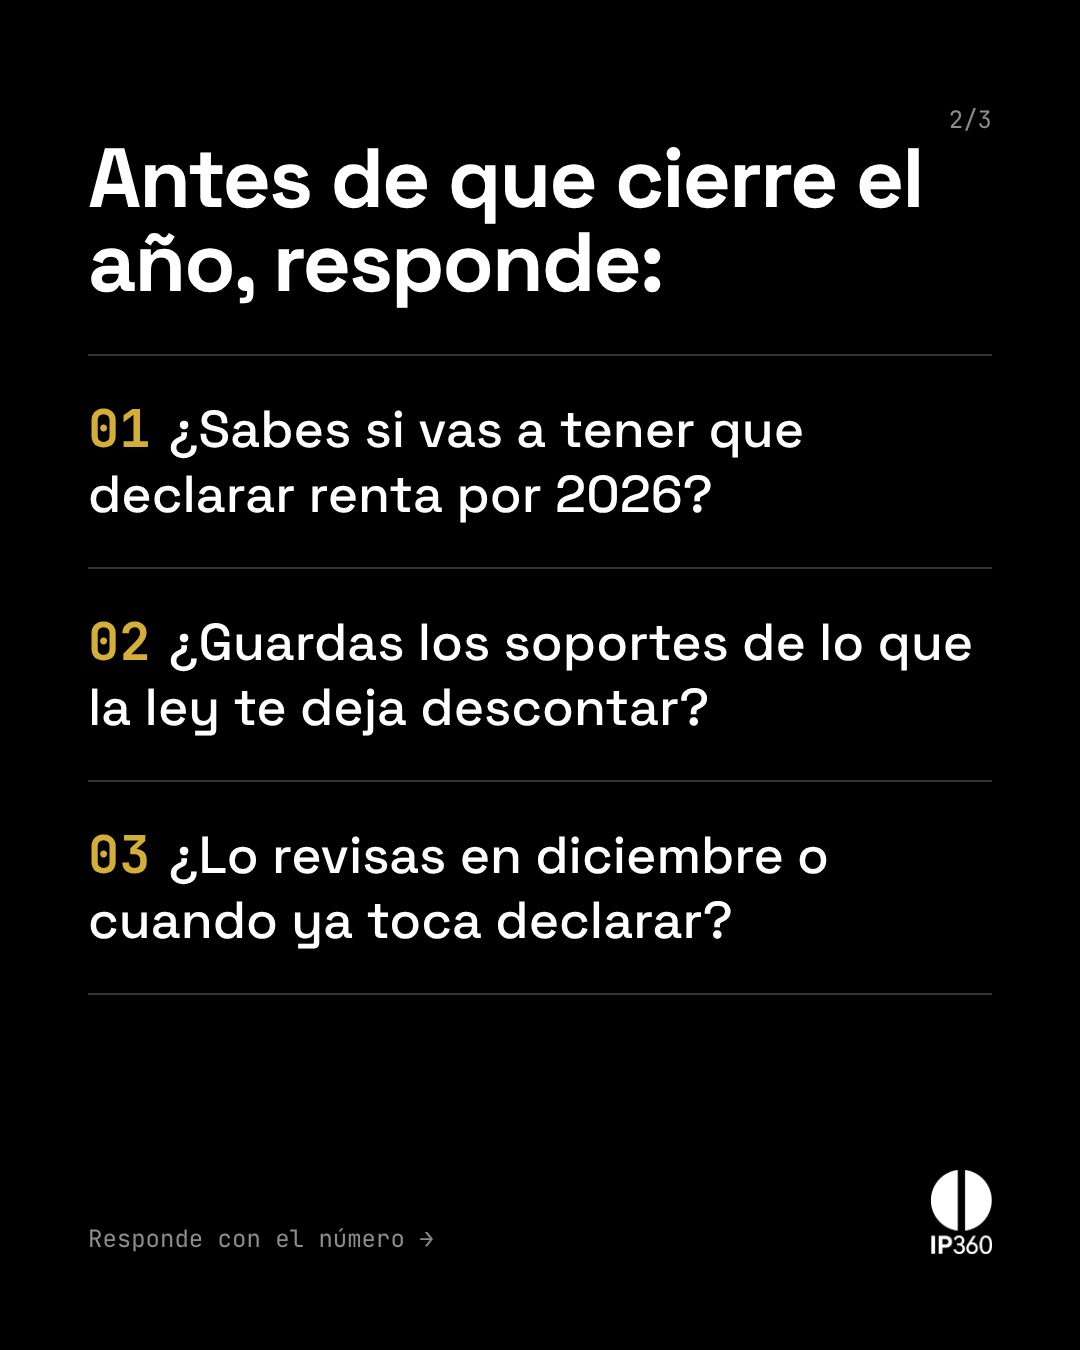 2/3
Antes de que cierre el
año, responde:
01 ¿Sabes si vas a tener que
declarar renta por 2026?
02 ¿Guardas los soportes de lo que
la ley te deja descontar?
03 ¿Lo revisas en diciembre o
cuando ya toca declarar?
Responde con el número →
IP360